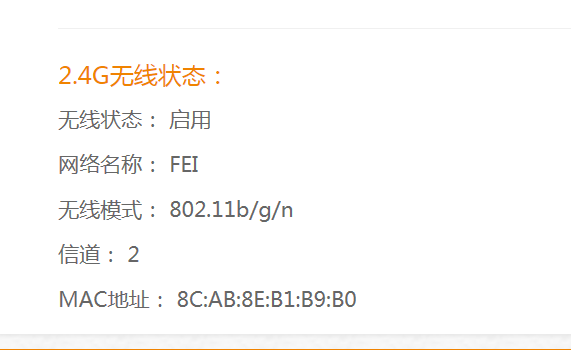 2.4G无线状态：
无线状态： 启用
网络名称： FEI
无线模式： 802.11b/g/n
信道： 2
MAC地址： 8C:AB:8E:B1:B9:B0